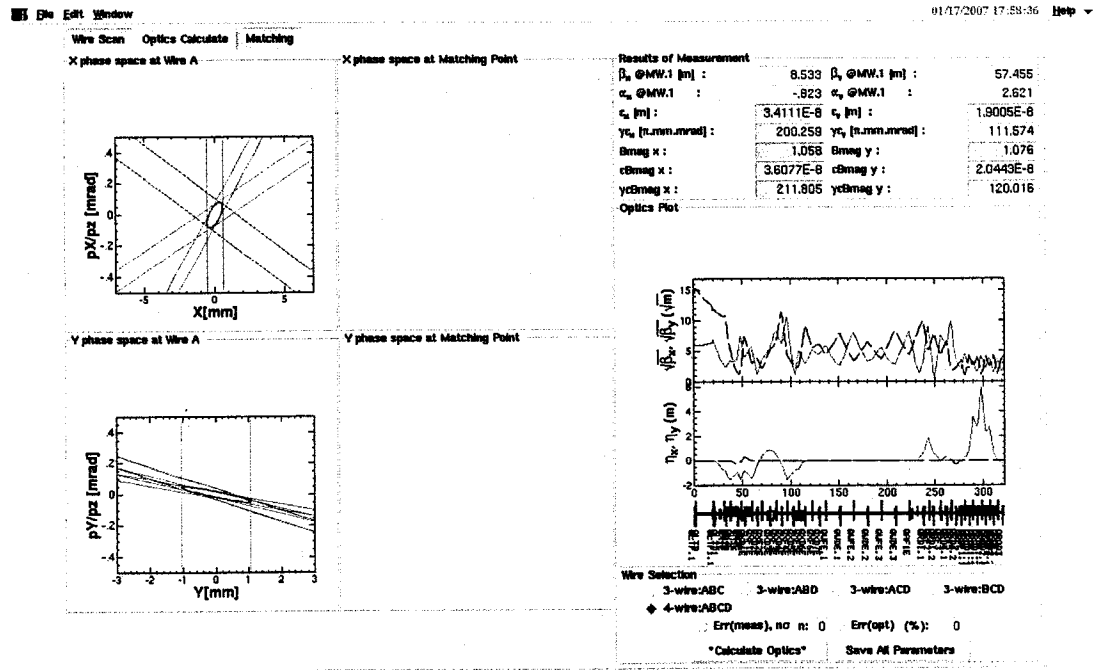 File Edit Window 01/17/2007 17:58:36 Help
Wire Scan Optics Calculate Matching
X phase space at Wire A
X phase space at Matching Point
pX/pz [mrad]
.4
.2
0
-.2
-.4
-5 0 5
X[mm]
Y phase space at Wire A
Y phase space at Matching Point
pY/pz [mrad]
.4
.2
0
-.2
-.4
-3 -2 -1 0 1 2 3
Y[mm]
Results of Measurement
βx @MW.1 [m] : 8.533 βy @MW.1 [m] : 57.455
αx @MW.1 : -.823 αy @MW.1 : 2.621
εx [m] : 3.4111E-8 εy [m] : 1.9005E-8
γεx [π.mm.mrad] : 200.259 γεy [π.mm.mrad] : 111.574
Bmag x : 1.058 Bmag y : 1.076
εBmag x : 3.6077E-8 εBmag y : 2.0443E-8
γεBmag x : 211.805 γεBmag y : 120.016
Optics Plot
√βx, √βy (√m)
15
10
5
0
ηx, ηy (m)
6
4
2
0
-2
0 50 100 150 200 250 300
Wire Selection
3-wire:ABC 3-wire:ABD 3-wire:ACD 3-wire:BCD
4-wire:ABCD
Err(meas), nσ n: 0 Err(opt) (%): 0
"Calculate Optics" Save All Parameters